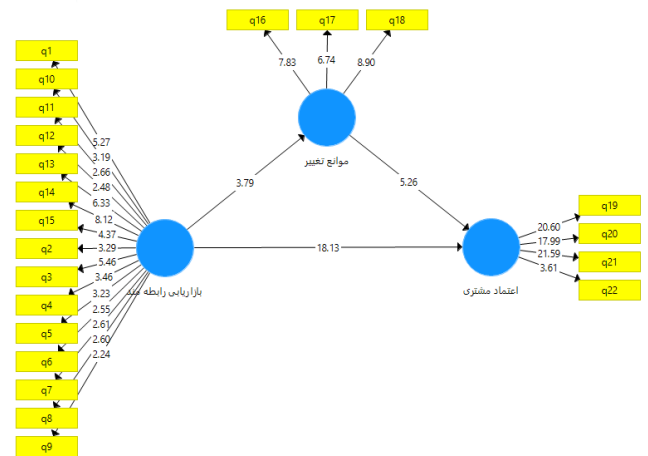 q16
q17
q18
7.83
6.74
8.90
موانع تغییر
q1
q10
q11
q12
q13
q14
q15
q2
q3
q4
q5
q6
q7
q8
q9
5.27
3.19
2.66
2.48
6.33
8.12
4.37
3.29
5.46
3.46
3.23
2.55
2.61
2.60
2.24
بازاریابی رابطه مند
3.79
5.26
18.13
اعتماد مشتری
20.60
17.99
21.59
3.61
q19
q20
q21
q22